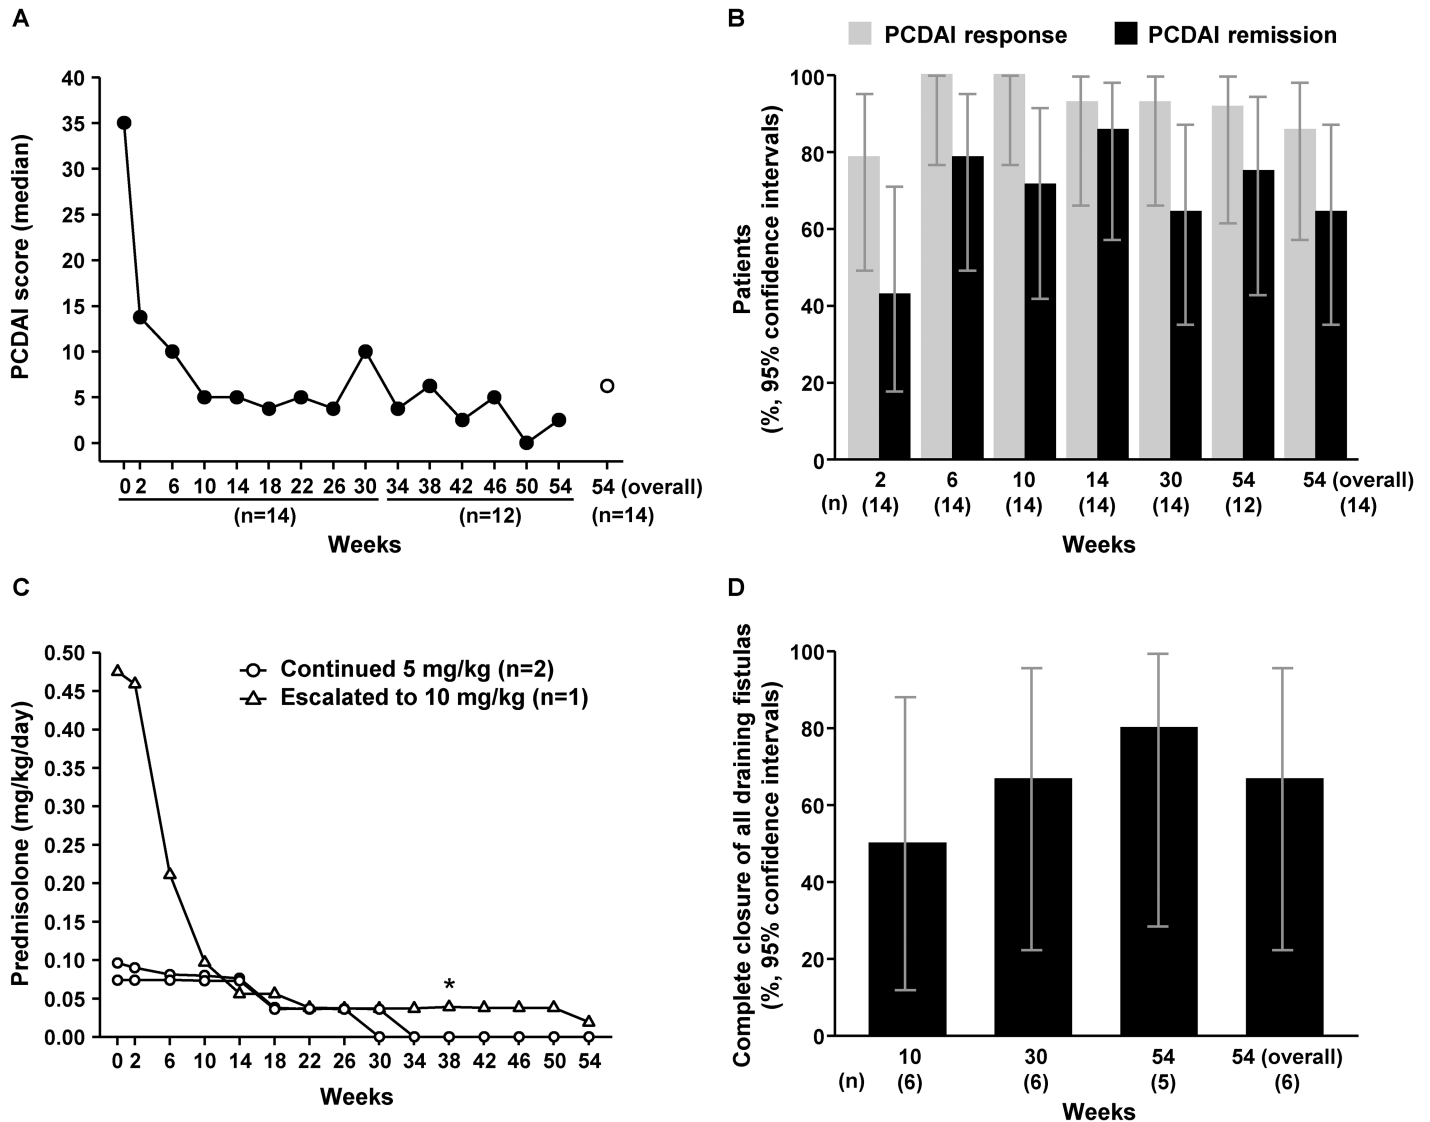 A
PCDAI score (median)
40
35
30
25
20
15
10
5
0
0 2 6 10 14 18 22 26 30 34 38 42 46 50 54 54 (overall)
(n=14) (n=12) (n=14)
Weeks
B
PCDAI response PCDAI remission
Patients
(%, 95% confidence intervals)
100
80
60
40
20
0
2 6 10 14 30 54 54 (overall)
(n) (14) (14) (14) (14) (14) (12) (14)
Weeks
C
Prednisolone (mg/kg/day)
Continued 5 mg/kg (n=2)
Escalated to 10 mg/kg (n=1)
0.50
0.45
0.40
0.35
0.30
0.25
0.20
0.15
0.10
0.05
0.00
*
0 2 6 10 14 18 22 26 30 34 38 42 46 50 54
Weeks
D
Complete closure of all draining fistulas
(%, 95% confidence intervals)
100
80
60
40
20
0
10 30 54 54 (overall)
(n) (6) (6) (5) (6)
Weeks